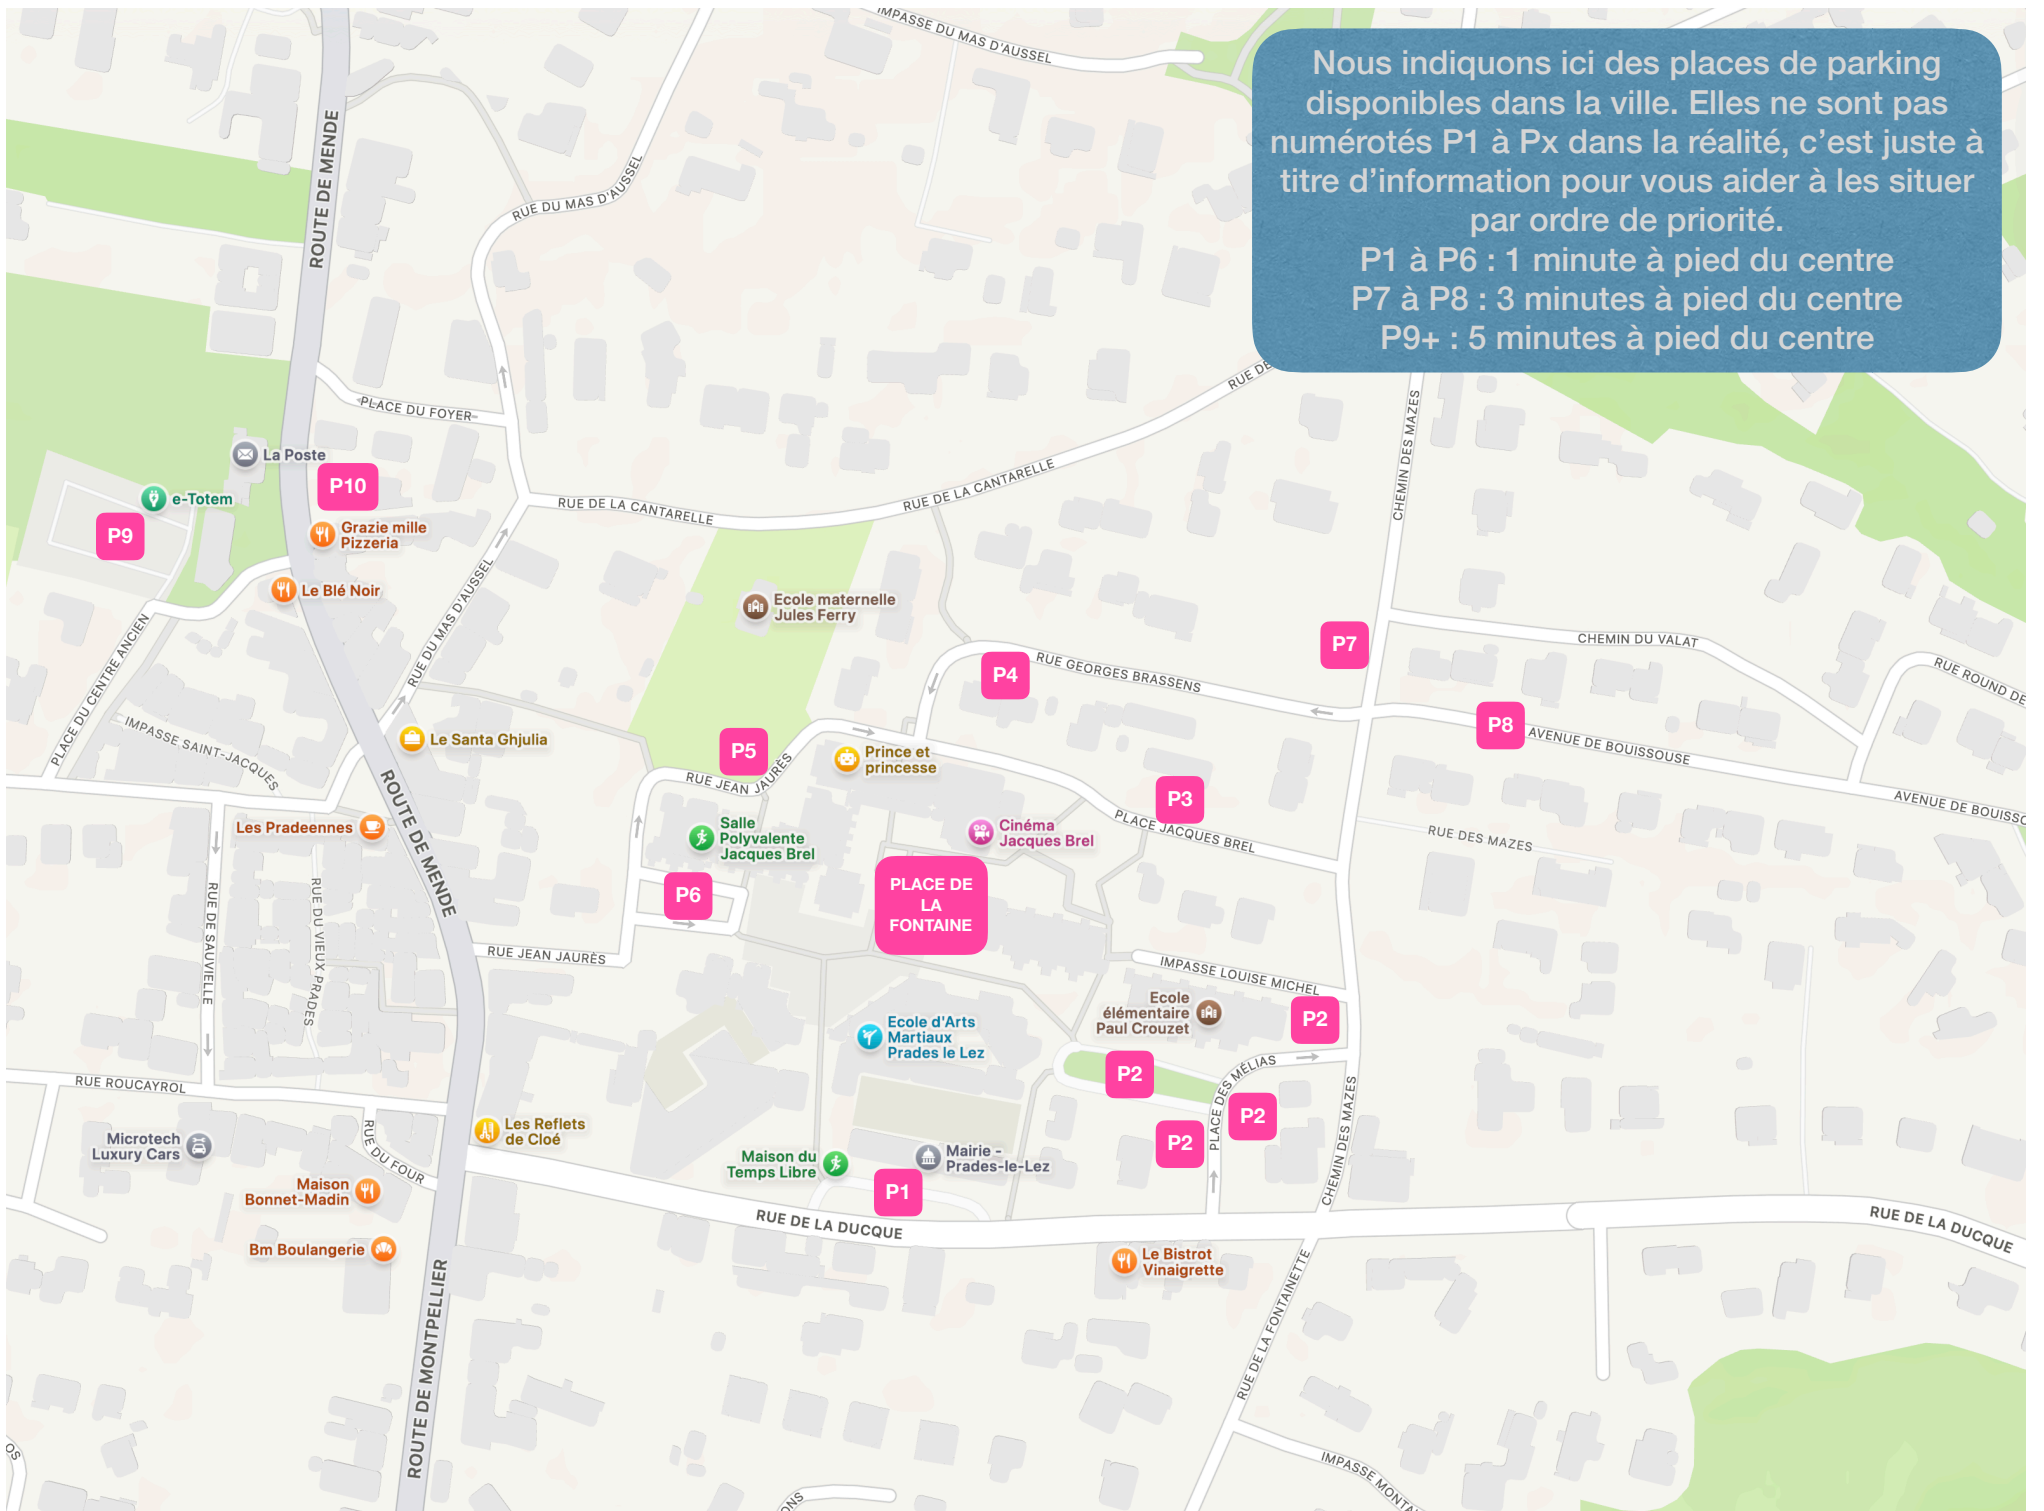 IMPASSE DU MAS D'AUSSEL
Nous indiquons ici des places de parking
disponibles dans la ville. Elles ne sont pas
numérotés P1 à Px dans la réalité, c'est juste à
titre d'information pour vous aider à les situer
par ordre de priorité.
P1 à P6 : 1 minute à pied du centre
P7 à P8 : 3 minutes à pied du centre
P9+ : 5 minutes à pied du centre
ROUTE DE MENDE
RUE DU MAS D'AUSSEL
RUE DE
PLACE DU FOYER
CHEMIN DES MAZES
La Poste
P10
e-Totem
RUE DE LA CANTARELLE
RUE DE LA CANTARELLE
P9
Grazie mille
Pizzeria
Le Blé Noir
RUE DU MAS D'AUSSEL
Ecole maternelle
Jules Ferry
PLACE DU CENTRE ANCIEN
P7
CHEMIN DU VALAT
RUE ROUND DE
P4
RUE GEORGES BRASSENS
IMPASSE SAINT-JACQUES
Le Santa Ghjulia
P5
Prince et
princesse
P8
AVENUE DE BOUISSOUSE
RUE JEAN JAURÈS
P3
AVENUE DE BOUISSO
ROUTE DE MENDE
Les Pradeennes
Salle
Polyvalente
Jacques Brel
Cinéma
Jacques Brel
PLACE JACQUES BREL
RUE DES MAZES
P6
PLACE DE
LA
FONTAINE
RUE DE SAUVIELLE
RUE DU VIEUX PRADES
RUE JEAN JAURÈS
IMPASSE LOUISE MICHEL
Ecole
élémentaire
Paul Crouzet
P2
Ecole d'Arts
Martiaux
Prades le Lez
P2
PLACE DES MÉLIAS
RUE ROUCAYROL
P2
P2
CHEMIN DES MAZES
Les Reflets
de Cloé
Microtech
Luxury Cars
RUE DU FOUR
Maison du
Temps Libre
Mairie -
Prades-le-Lez
P1
Maison
Bonnet-Madin
RUE DE LA DUCQUE
RUE DE LA DUCQUE
Bm Boulangerie
Le Bistrot
Vinaigrette
RUE DE LA FONTAINETTE
ROUTE DE MONTPELLIER
IMPASSE MONTA
OS
ONS